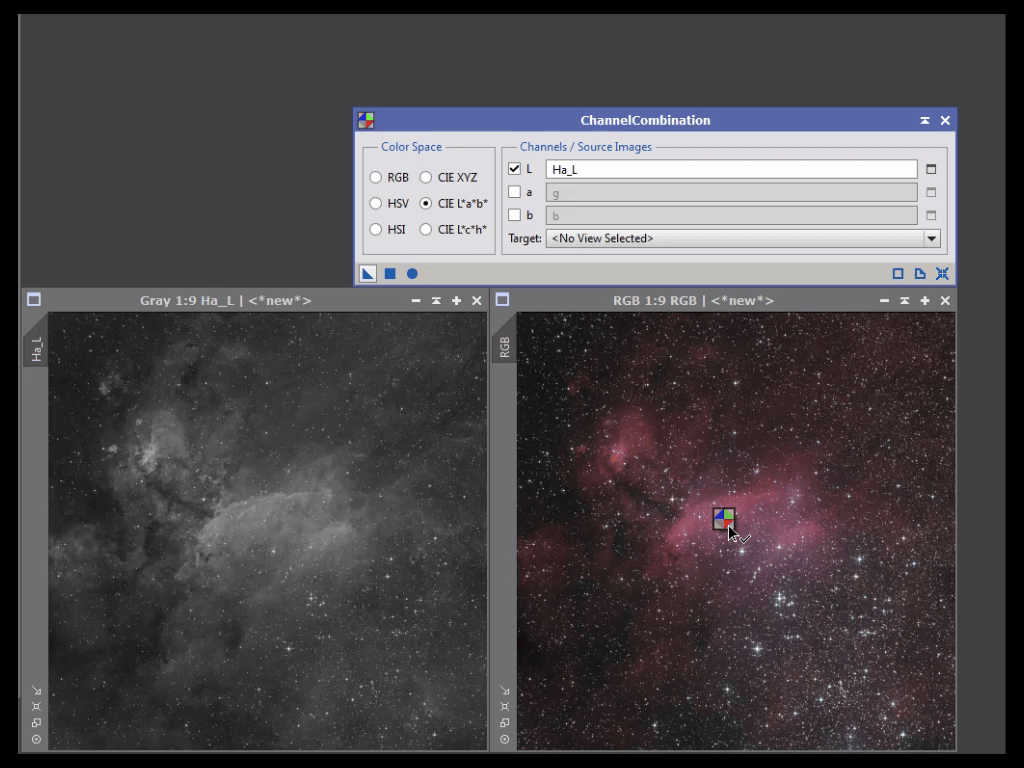 ChannelCombination
Color Space
RGB
CIE XYZ
HSV
CIE L*a*b*
HSI
CIE L*c*h*
Channels / Source Images
L
Ha_L
a
g
b
b
Target:
<No View Selected>
Gray 1:9 Ha_L | <*new*>
Ha_L
RGB 1:9 RGB | <*new*>
RGB